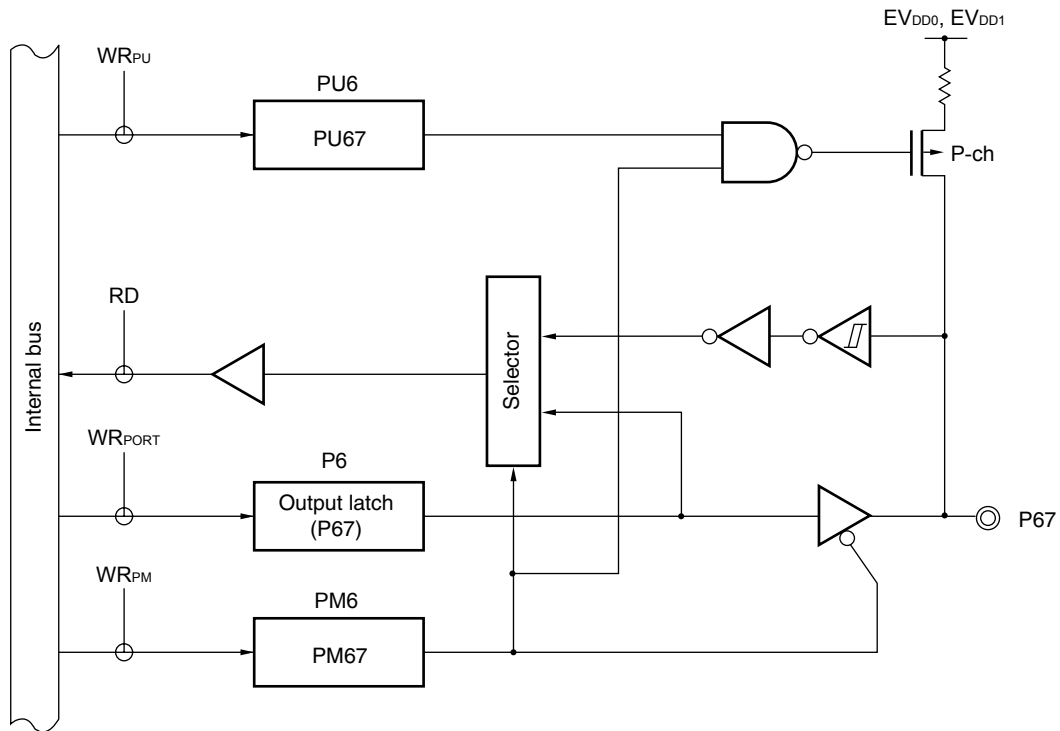 EVDD0, EVDD1
WRPU
PU6
PU67
P-ch
RD
Selector
Internal bus
WRPORT
P6
Output latch
(P67)
P67
WRPM
PM6
PM67